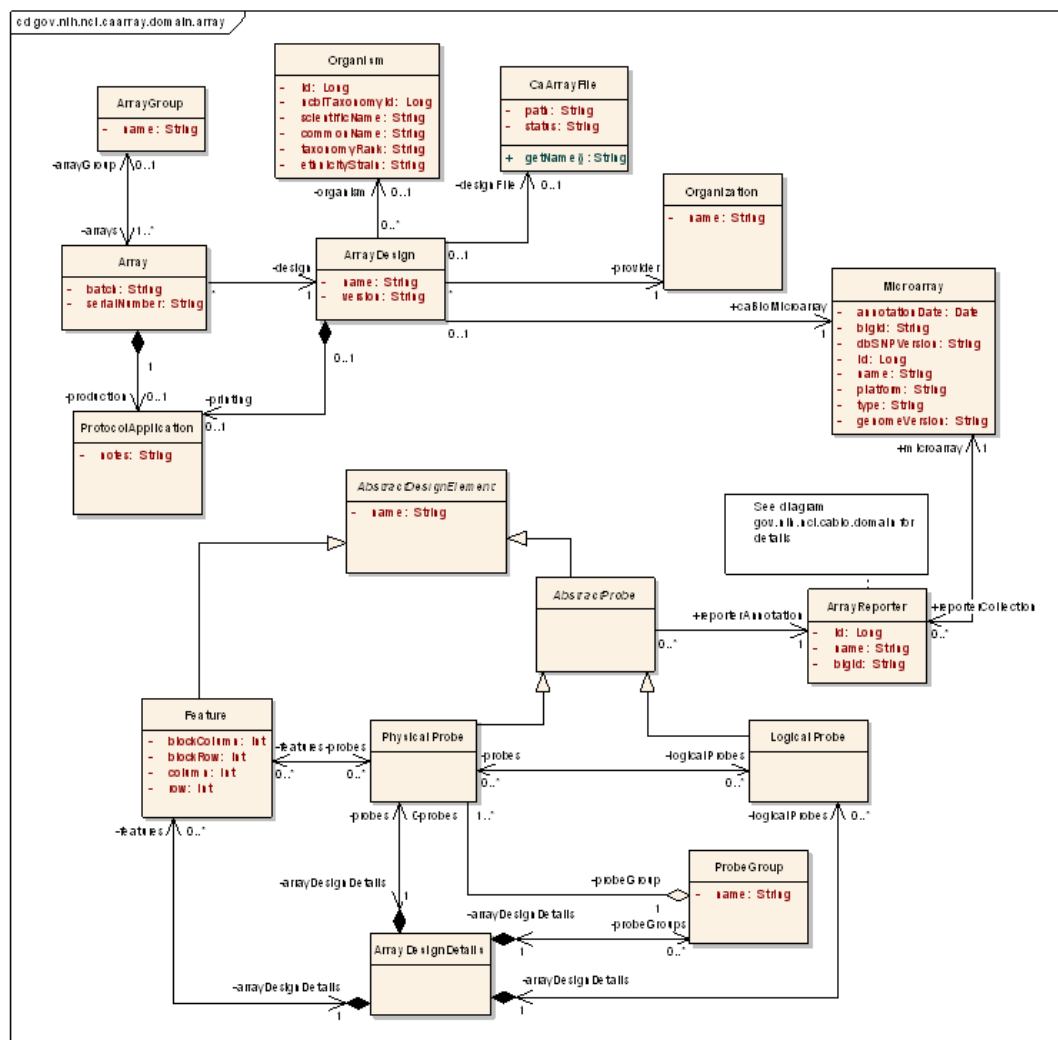 cd gov.nih.nci.caarray.domain.array
Organism
- id: Long
- ncbiTaxonomyId: Long
- scientificName: String
- commonName: String
- taxonomyRank: String
- ethnicityStrain: String
CaArrayFile
- path: String
- status: String
+ getName(): String
ArrayGroup
- name: String
-arrayGroup
0..1
-organism
0..1
-designFile
0..1
Organization
- name: String
-arrays
1..*
0..*
Array
- batch: String
- serialNumber: String
-design
*
1
ArrayDesign
- name: String
- version: String
0..1
*
-provider
1
0..1
+caBioMicroarray
1
Microarray
- annotationDate: Date
- bigid: String
- dbSNPVersion: String
- id: Long
- name: String
- platform: String
- type: String
- genomeVersion: String
1
0..1
-production
0..1
-printing
0..1
ProtocolApplication
- notes: String
+microarray
1
AbstractDesignElement
- name: String
See diagram
gov.nih.nci.cabio.domain for
details
AbstractProbe
+reporterAnnotation
0..*
1
ArrayReporter
- id: Long
- name: String
- bigid: String
+reporterCollection
0..*
Feature
- blockColumn: int
- blockRow: int
- column: int
- row: int
-features
-probes
0..*
0..*
PhysicalProbe
-probes
0..*
-logicalProbes
0..*
LogicalProbe
-features
0..*
-probes
-probes
1..*
-logicalProbes
0..*
-arrayDesignDetails
1
-probeGroup
1
ProbeGroup
- name: String
-arrayDesignDetails
1
-probeGroups
0..*
ArrayDesignDetails
-arrayDesignDetails
1
-arrayDesignDetails
1